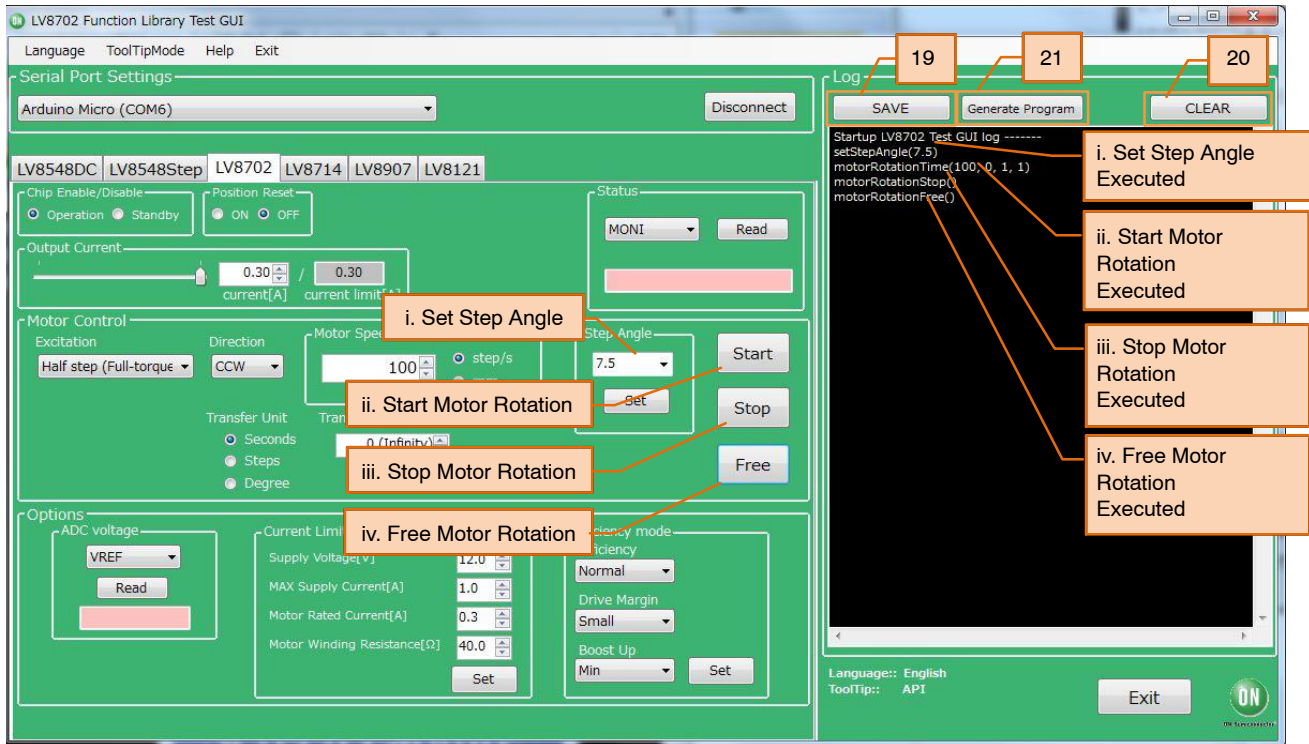 LV8702 Function Library Test GUI
Language ToolTipMode Help Exit
Serial Port Settings
Arduino Micro (COM6)
Disconnect
LV8548DC LV8548Step LV8702 LV8714 LV8907 LV8121
Chip Enable/Disable
Operation Standby
Position Reset
ON OFF
Output Current
0.30 / 0.30
current[A] current limit[A]
Status
MONI Read
Motor Control
Excitation
Half step (Full-torque
Direction
CCW
100
step/s
i. Set Step Angle
Step Angle
7.5
Set
Start
Stop
Free
ii. Start Motor Rotation
Transfer Unit
Seconds
Steps
Degree
0 (Infinity)
iii. Stop Motor Rotation
iv. Free Motor Rotation
Options
ADC voltage
VREF
Read
Supply Voltage[V] 12.0
MAX Supply Current[A] 1.0
Motor Rated Current[A] 0.3
Motor Winding Resistance[Ω] 40.0
Set
mode
Normal
Drive Margin
Small
Boost Up
Min
Set
Log
19
21
20
SAVE Generate Program CLEAR
Startup LV8702 Test GUI log -------
setStepAngle(7.5)
motorRotationTime(100, 0, 1, 1)
motorRotationStop()
motorRotationFree()
i. Set Step Angle
Executed
ii. Start Motor
Rotation
Executed
iii. Stop Motor
Rotation
Executed
iv. Free Motor
Rotation
Executed
Language:: English
ToolTip:: API
Exit
ON
ON Semiconductor